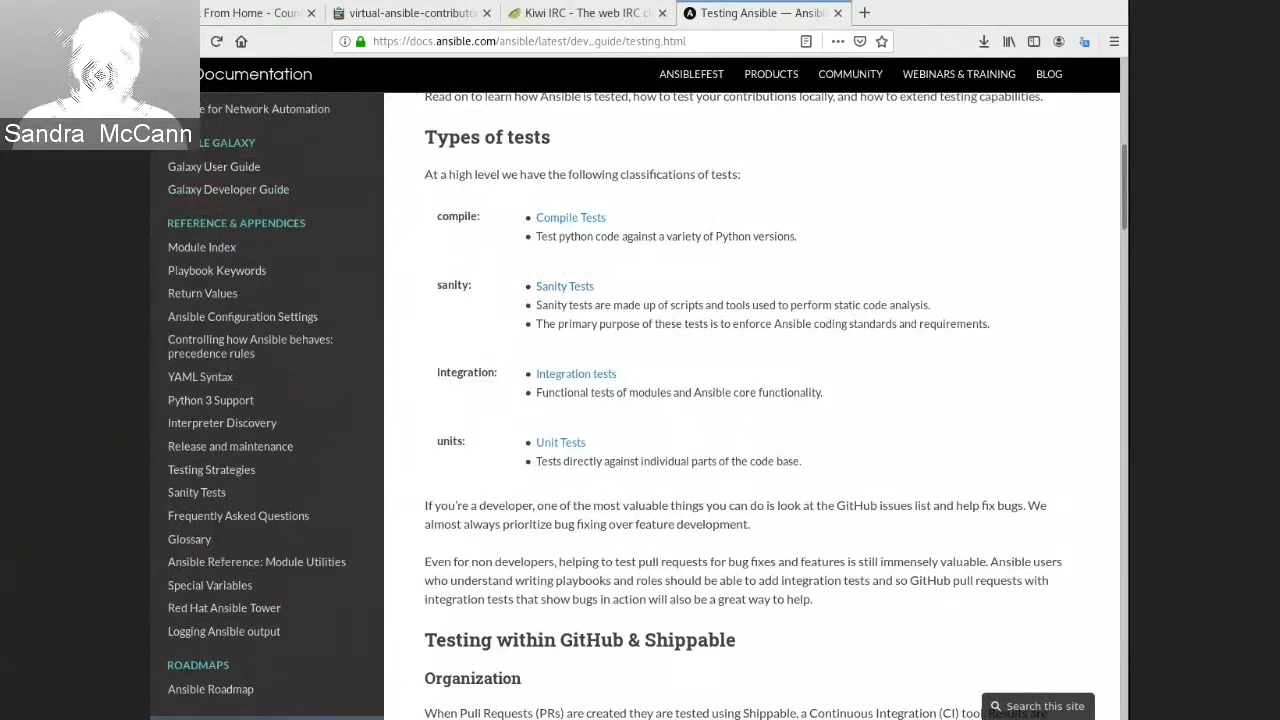 k From Home - Coun
virtual-ansible-contributor
Kiwi IRC - The web IRC cl
Testing Ansible — Ansible
https://docs.ansible.com/ansible/latest/dev_guide/testing.html
Documentation
ANSIBLEFEST
PRODUCTS
COMMUNITY
WEBINARS & TRAINING
BLOG
Sandra McCann
e for Network Automation
LE GALAXY
Galaxy User Guide
Galaxy Developer Guide
REFERENCE & APPENDICES
Module Index
Playbook Keywords
Return Values
Ansible Configuration Settings
Controlling how Ansible behaves:
precedence rules
YAML Syntax
Python 3 Support
Interpreter Discovery
Release and maintenance
Testing Strategies
Sanity Tests
Frequently Asked Questions
Glossary
Ansible Reference: Module Utilities
Special Variables
Red Hat Ansible Tower
Logging Ansible output
ROADMAPS
Ansible Roadmap
Read on to learn how Ansible is tested, how to test your contributions locally, and how to extend testing capabilities.
Types of tests
At a high level we have the following classifications of tests:
compile:
• Compile Tests
• Test python code against a variety of Python versions.
sanity:
• Sanity Tests
• Sanity tests are made up of scripts and tools used to perform static code analysis.
• The primary purpose of these tests is to enforce Ansible coding standards and requirements.
integration:
• Integration tests
• Functional tests of modules and Ansible core functionality.
units:
• Unit Tests
• Tests directly against individual parts of the code base.
If you're a developer, one of the most valuable things you can do is look at the GitHub issues list and help fix bugs. We
almost always prioritize bug fixing over feature development.
Even for non developers, helping to test pull requests for bug fixes and features is still immensely valuable. Ansible users
who understand writing playbooks and roles should be able to add integration tests and so GitHub pull requests with
integration tests that show bugs in action will also be a great way to help.
Testing within GitHub & Shippable
Organization
When Pull Requests (PRs) are created they are tested using Shippable, a Continuous Integration (CI) tool. Results are
Search this site